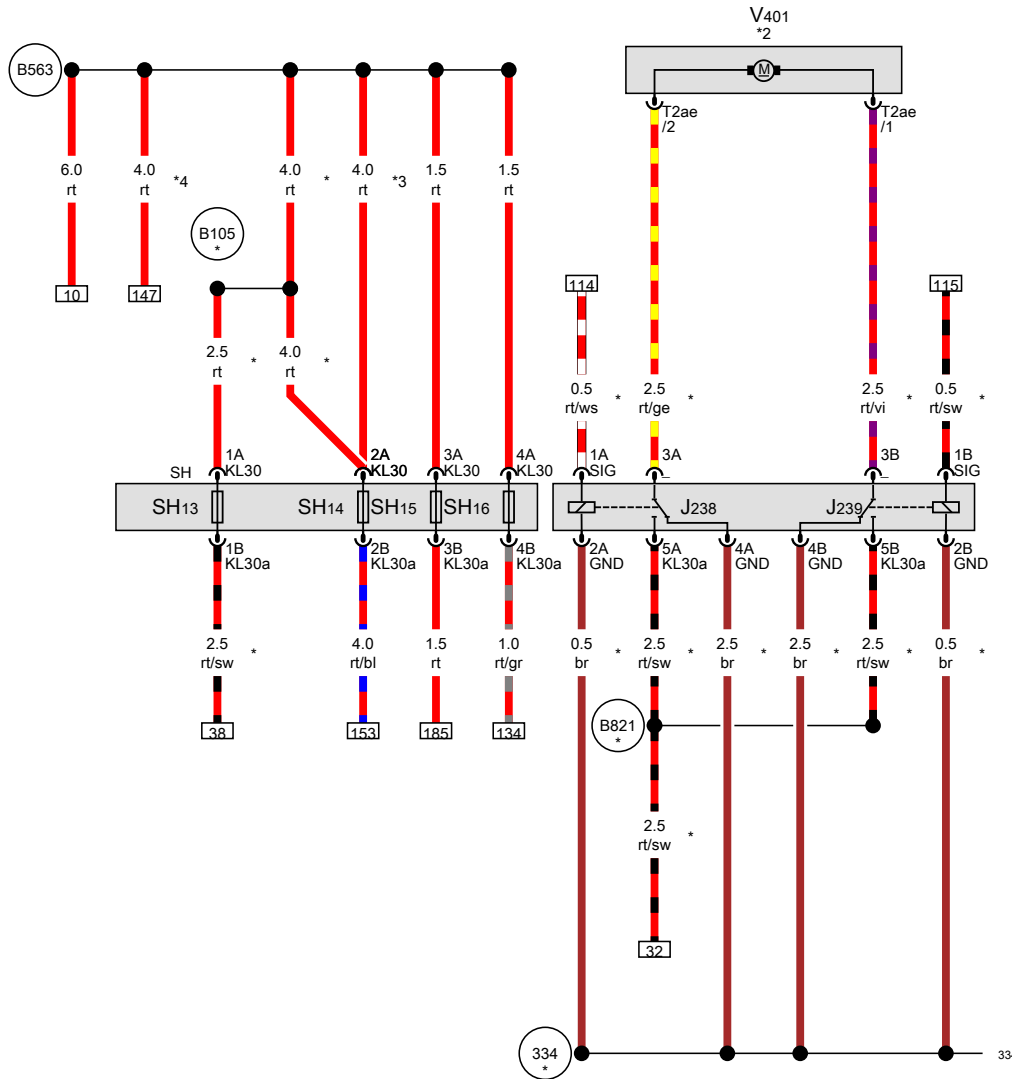 V401
*2
B563
T2ae
/2
T2ae
/1
6.0
rt
4.0
rt
*4
4.0
rt
*
4.0
rt
*3
1.5
rt
1.5
rt
B105
*
10
147
114
115
2.5
rt
*
4.0
rt
*
0.5
rt/ws
*
2.5
rt/ge
*
2.5
rt/vi
*
0.5
rt/sw
*
SH
1A
KL30
2A
KL30
3A
KL30
4A
KL30
1A
SIG
3A
_
3B
_
1B
SIG
SH13
SH14
SH15
SH16
J238
J239
1B
KL30a
2B
KL30a
3B
KL30a
4B
KL30a
2A
GND
5A
KL30a
4A
GND
4B
GND
5B
KL30a
2B
GND
2.5
rt/sw
*
4.0
rt/bl
1.5
rt
1.0
rt/gr
0.5
br
*
2.5
rt/sw
*
2.5
br
*
2.5
br
*
2.5
rt/sw
*
0.5
br
*
38
153
185
134
B821
*
2.5
rt/sw
*
32
334
*